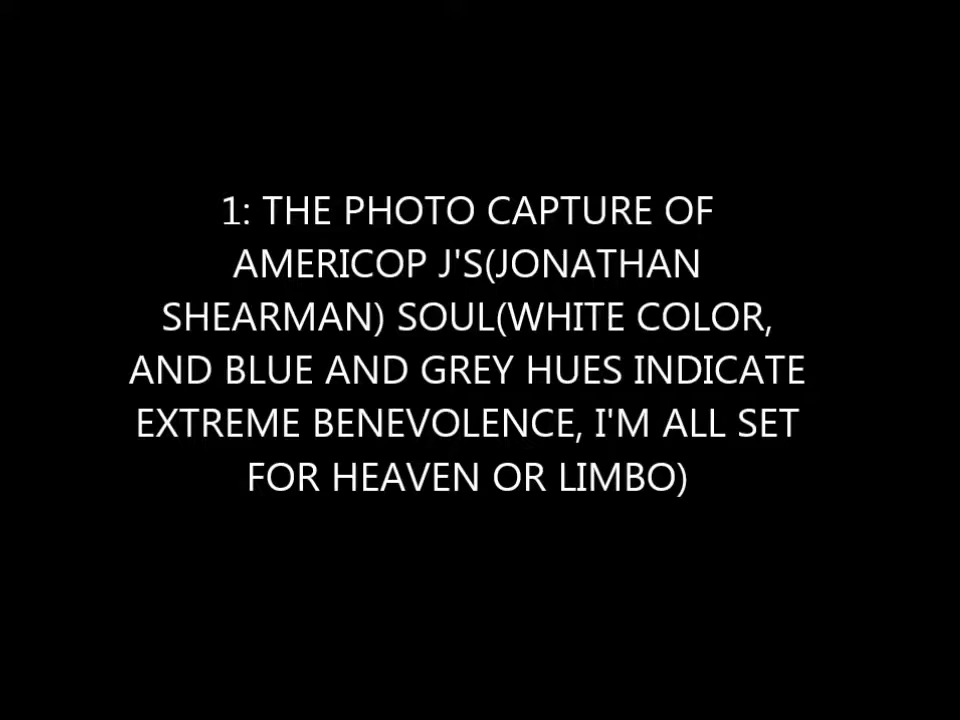 1: THE PHOTO CAPTURE OF
AMERICOP J'S(JONATHAN
SHEARMAN) SOUL(WHITE COLOR,
AND BLUE AND GREY HUES INDICATE
EXTREME BENEVOLENCE, I'M ALL SET
FOR HEAVEN OR LIMBO)